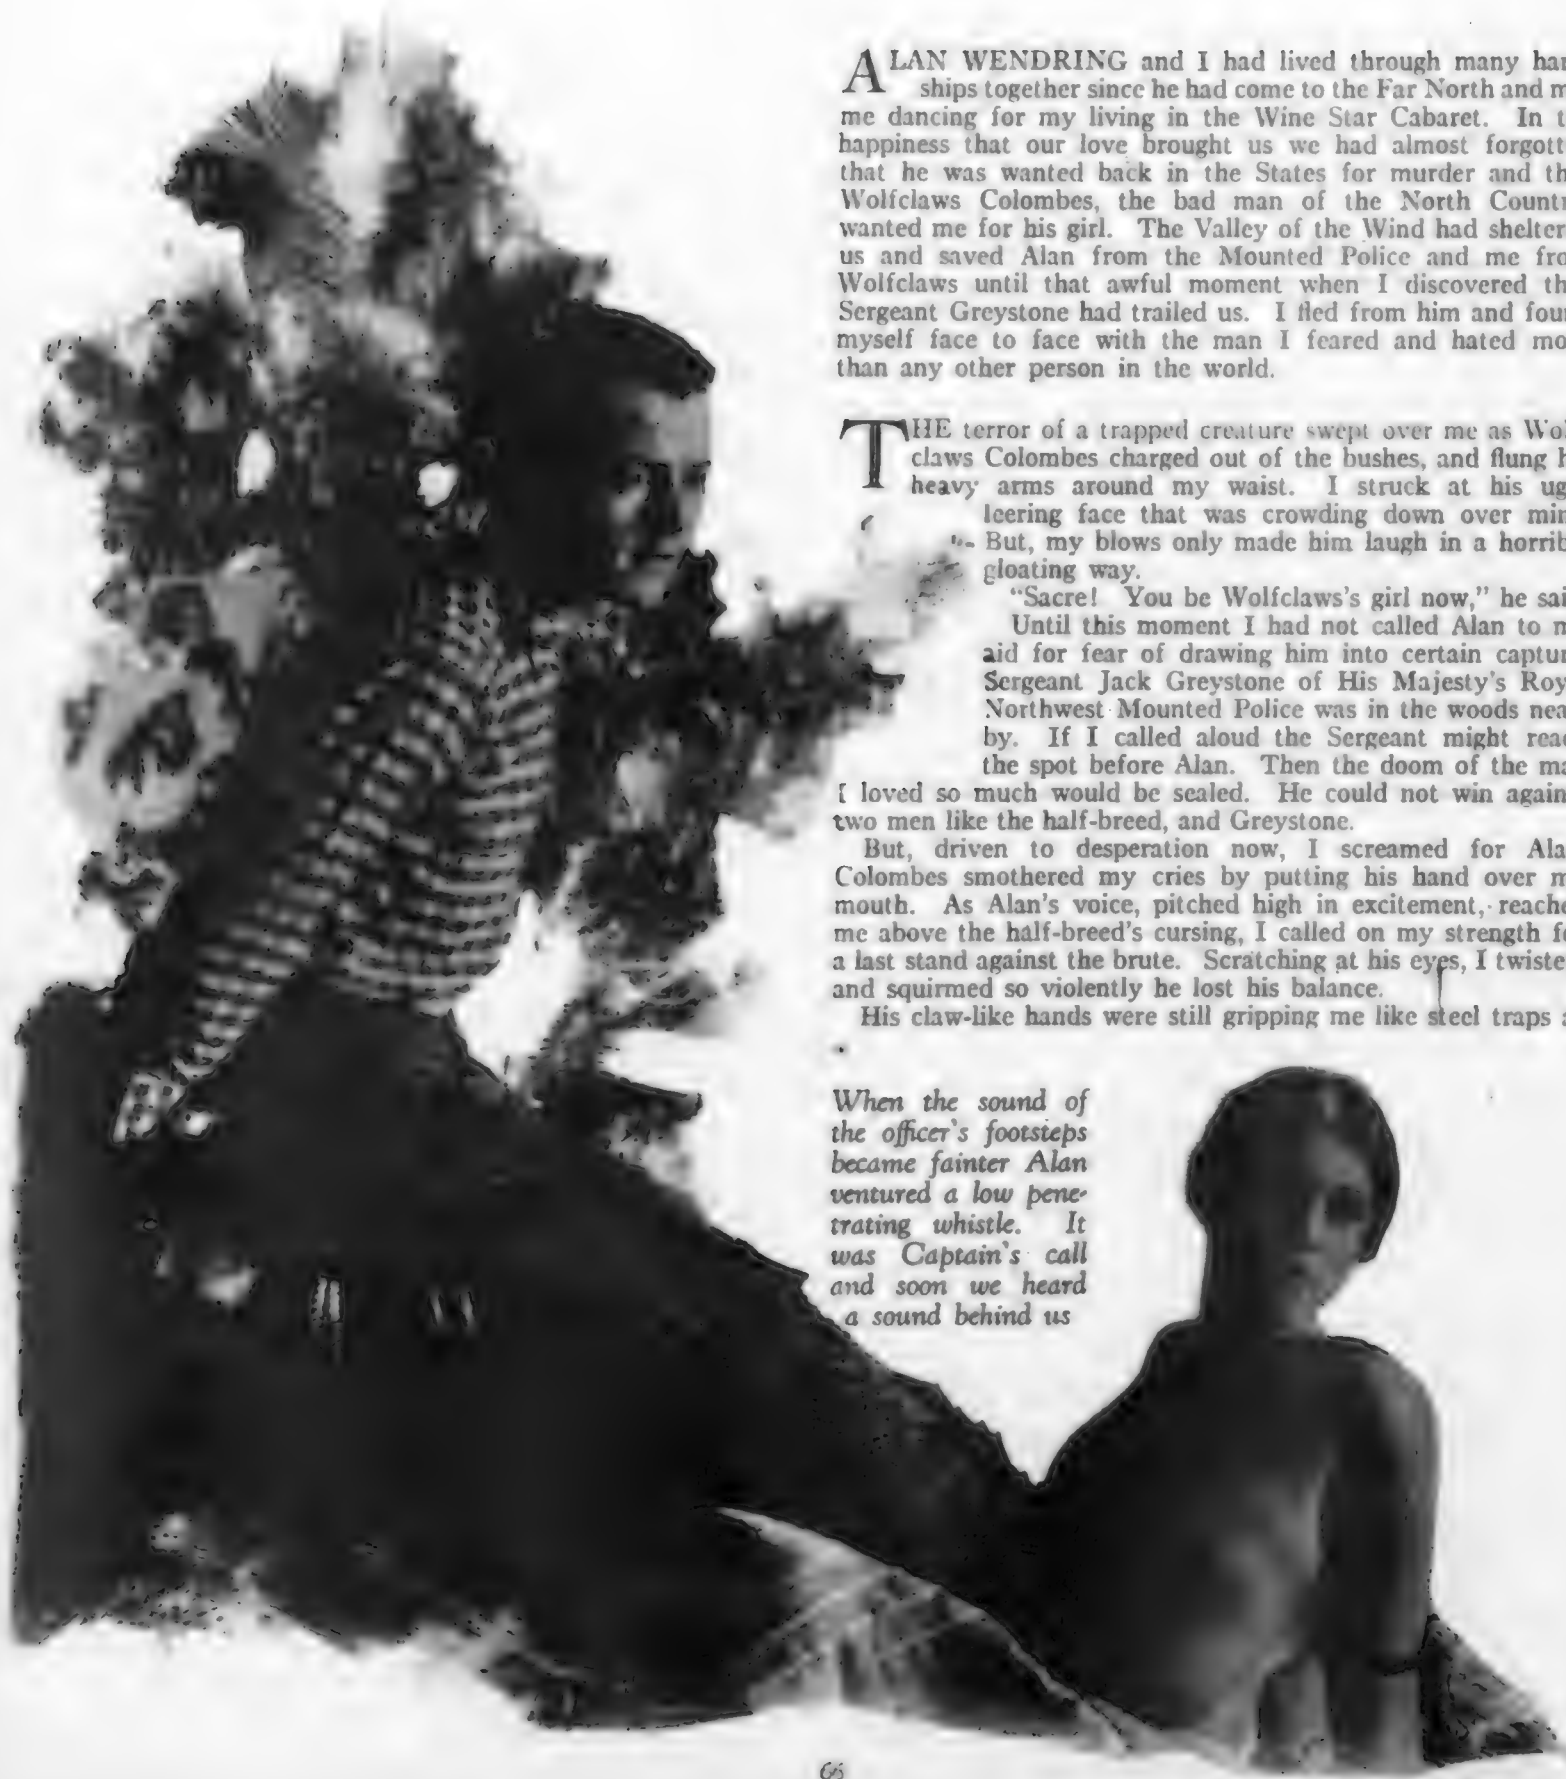 ALAN WENDRING and I had lived through many har
ships together since he had come to the Far North and m
me dancing for my living in the Wine Star Cabaret. In t
happiness that our love brought us we had almost forgott
that he was wanted back in the States for murder and th
Wolfclaws Colombes, the bad man of the North Countr
wanted me for his girl. The Valley of the Wind had shelter
us and saved Alan from the Mounted Police and me fro
Wolfclaws until that awful moment when I discovered th
Sergeant Greystone had trailed us. I fled from him and four
myself face to face with the man I feared and hated mo
than any other person in the world.
THE terror of a trapped creature swept over me as Wol
claws Colombes charged out of the bushes, and flung h
heavy arms around my waist. I struck at his ug
leering face that was crowding down over min
But, my blows only made him laugh in a horrib
gloating way.
"Sacre! You be Wolfclaws's girl now," he sai
Until this moment I had not called Alan to m
aid for fear of drawing him into certain captur
Sergeant Jack Greystone of His Majesty's Roy
Northwest Mounted Police was in the woods nea
by. If I called aloud the Sergeant might reac
the spot before Alan. Then the doom of the ma
I loved so much would be sealed. He could not win again
two men like the half-breed, and Greystone.
But, driven to desperation now, I screamed for Ala
Colombes smothered my cries by putting his hand over m
mouth. As Alan's voice, pitched high in excitement, reache
me above the half-breed's cursing, I called on my strength fo
a last stand against the brute. Scratching at his eyes, I twiste
and squirmed so violently he lost his balance.
His claw-like hands were still gripping me like steel traps a
When the sound of
the officer's footsteps
became fainter Alan
ventured a low pene-
trating whistle. It
was Captain's call
and soon we heard
a sound behind us
66